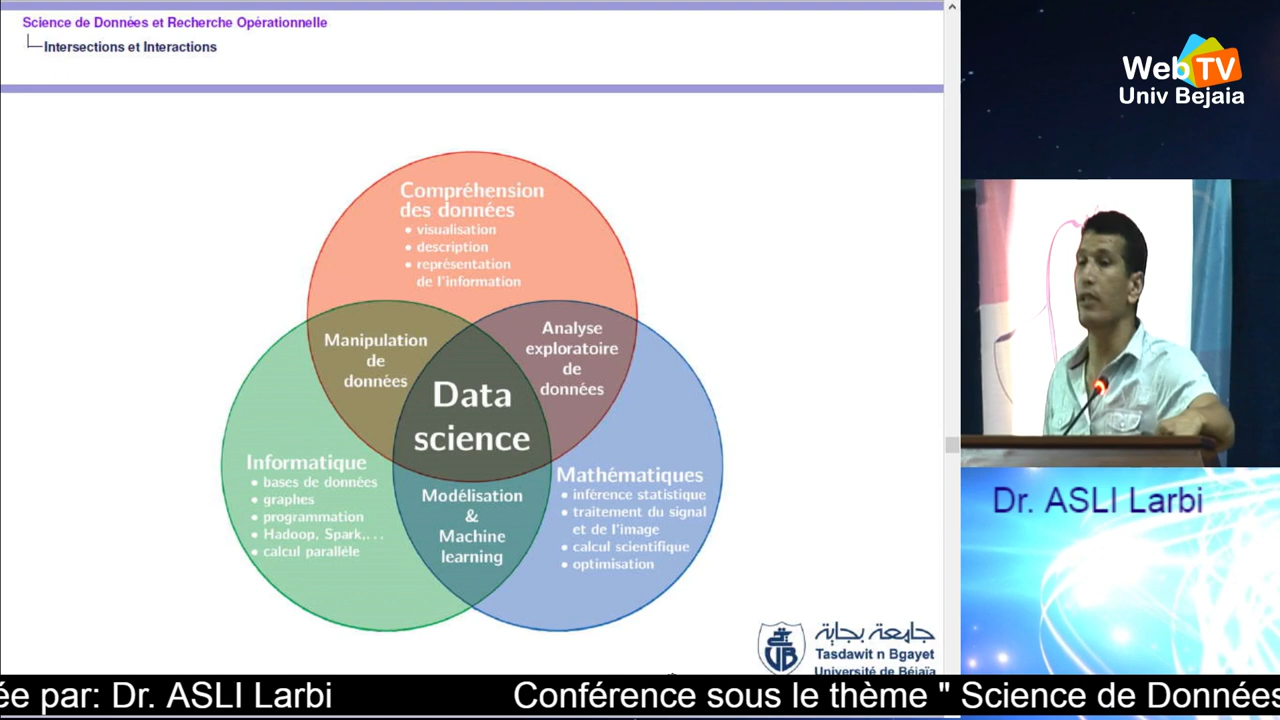 Science de Données et Recherche Opérationnelle
Intersections et Interactions
Compréhension
des données
• visualisation
• description
• représentation
de l'information
Manipulation
de
données
Analyse
exploratoire
de
données
Data
science
Informatique
• bases de données
• graphes
• programmation
• Hadoop, Spark,...
• calcul parallèle
Modélisation
&
Machine
learning
Mathématiques
• inférence statistique
• traitement du signal
et de l'image
• calcul scientifique
• optimisation
جامعة بجاية
Tasdawit n Bgayet
Université de Béjaïa
Web TV
Univ Bejaia
Dr. ASLI Larbi
ée par: Dr. ASLI Larbi Conférence sous le thème " Science de Données